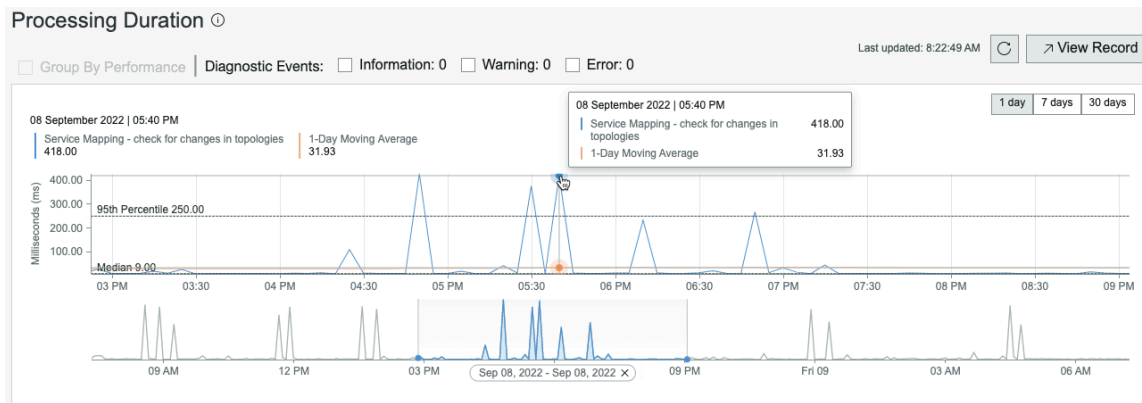 Processing Duration
Last updated: 8:22:49 AM
View Record
Group By Performance
Diagnostic Events:
Information: 0
Warning: 0
Error: 0
1 day
7 days
30 days
08 September 2022 | 05:40 PM
Service Mapping - check for changes in topologies
418.00
1-Day Moving Average
31.93
08 September 2022 | 05:40 PM
Service Mapping - check for changes in
topologies
418.00
1-Day Moving Average
31.93
Milliseconds (ms)
400.00
300.00
200.00
100.00
95th Percentile 250.00
Median 9.00
03 PM
03:30
04 PM
04:30
05 PM
05:30
06 PM
06:30
07 PM
07:30
08 PM
08:30
09 PM
09 AM
12 PM
03 PM
Sep 08, 2022 - Sep 08, 2022
09 PM
Fri 09
03 AM
06 AM